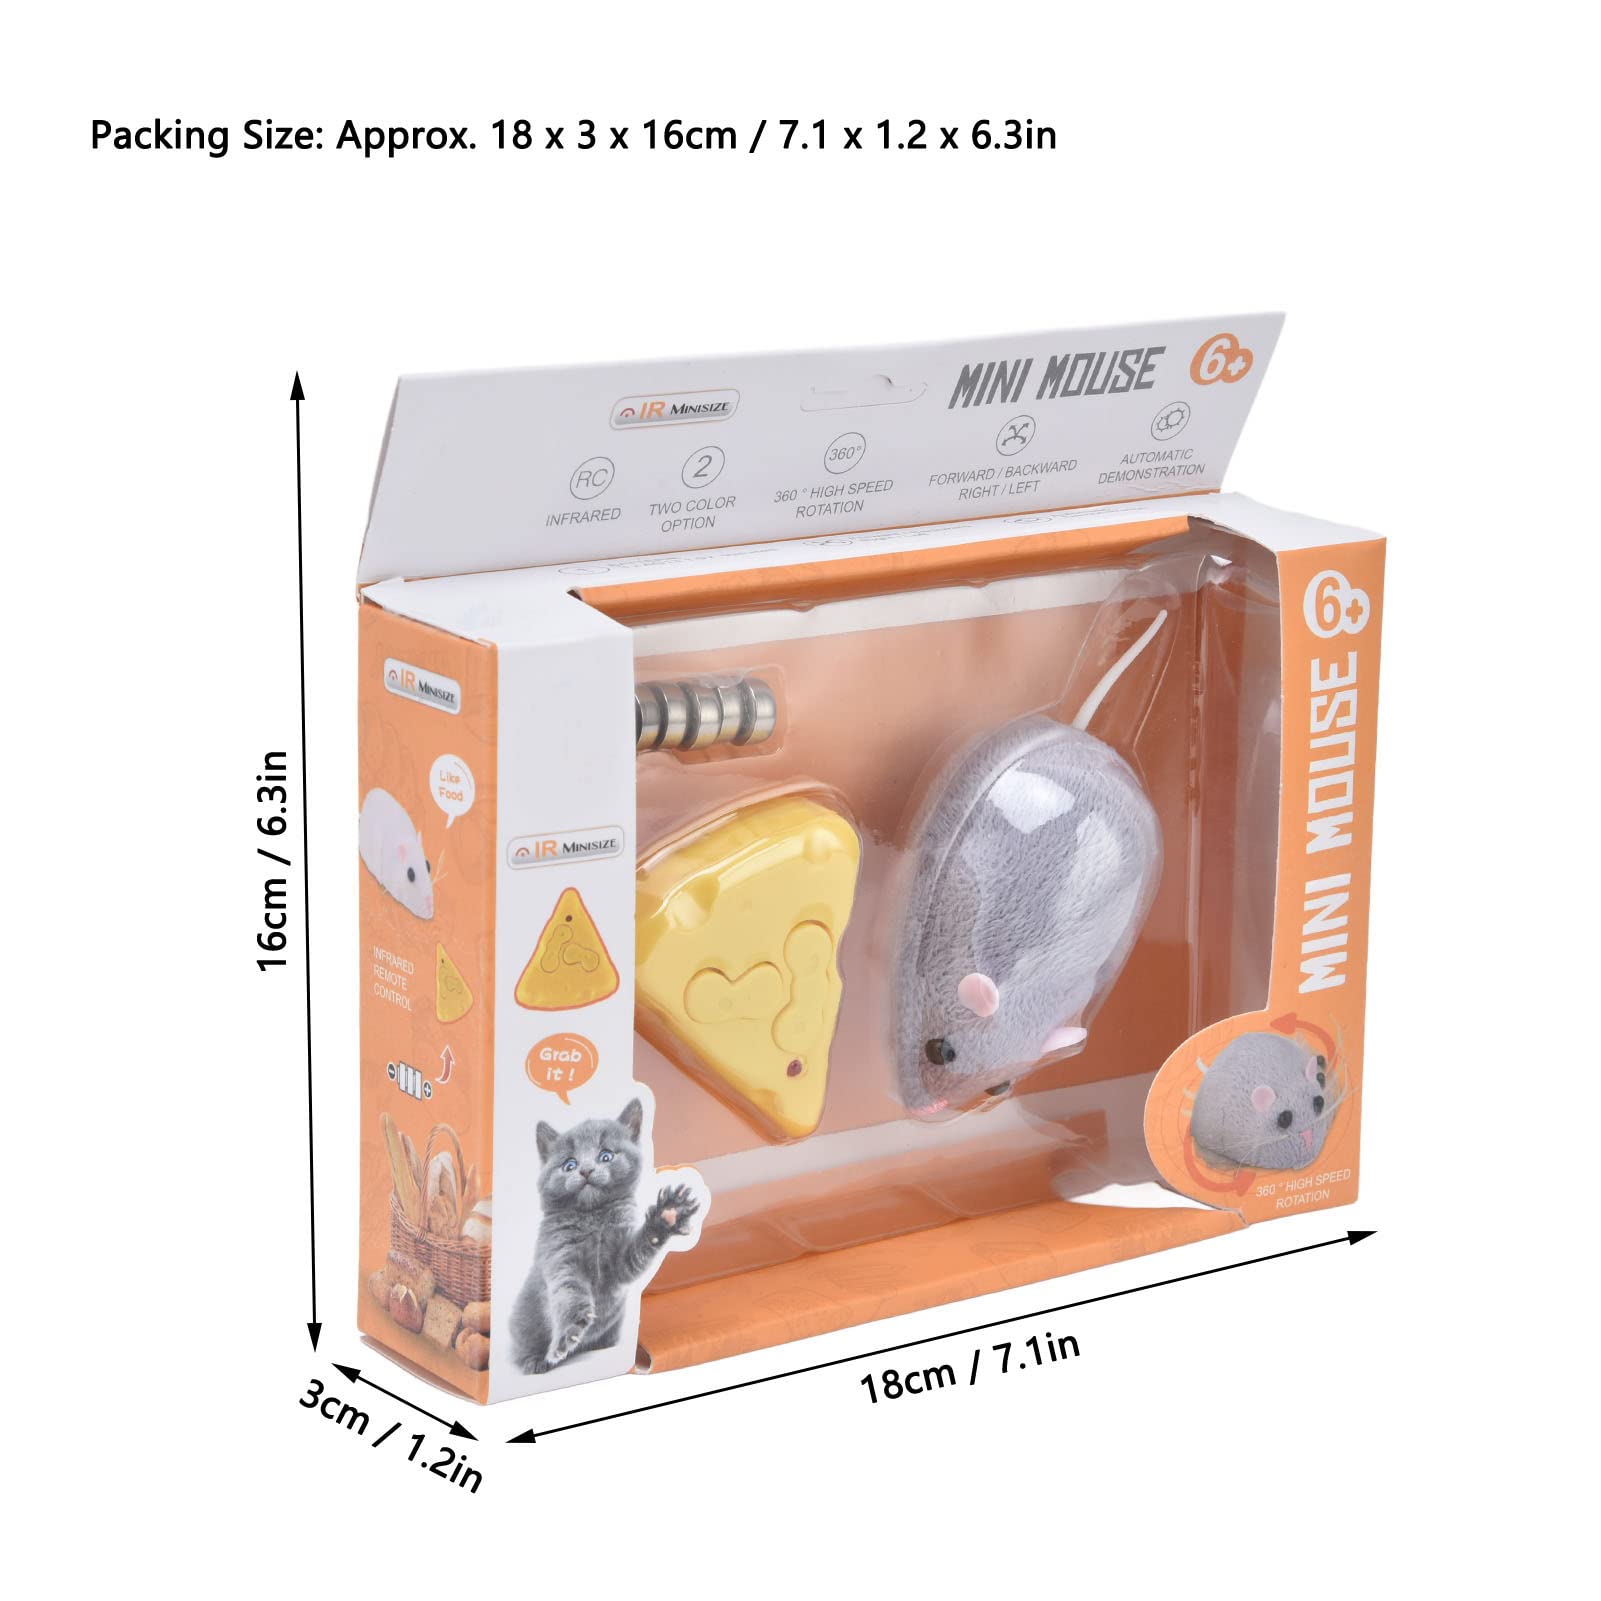 Packing Size: Approx. 18 x 3 x 16cm / 7.1 x 1.2 x 6.3in
IR MINISIZE
MINI MOUSE
6+
RC
INFRARED
2
TWO COLOR
OPTION
360°
360 ° HIGH SPEED
ROTATION
FORWARD / BACKWARD
RIGHT / LEFT
AUTOMATIC
DEMONSTRATION
16cm / 6.3in
IR MINISIZE
Like
Food
INFRARED
REMOTE
CONTROL
IR MINISIZE
Grab
it !
6+
MINI MOUSE
360 ° HIGH SPEED
ROTATION
3cm / 1.2in
18cm / 7.1in